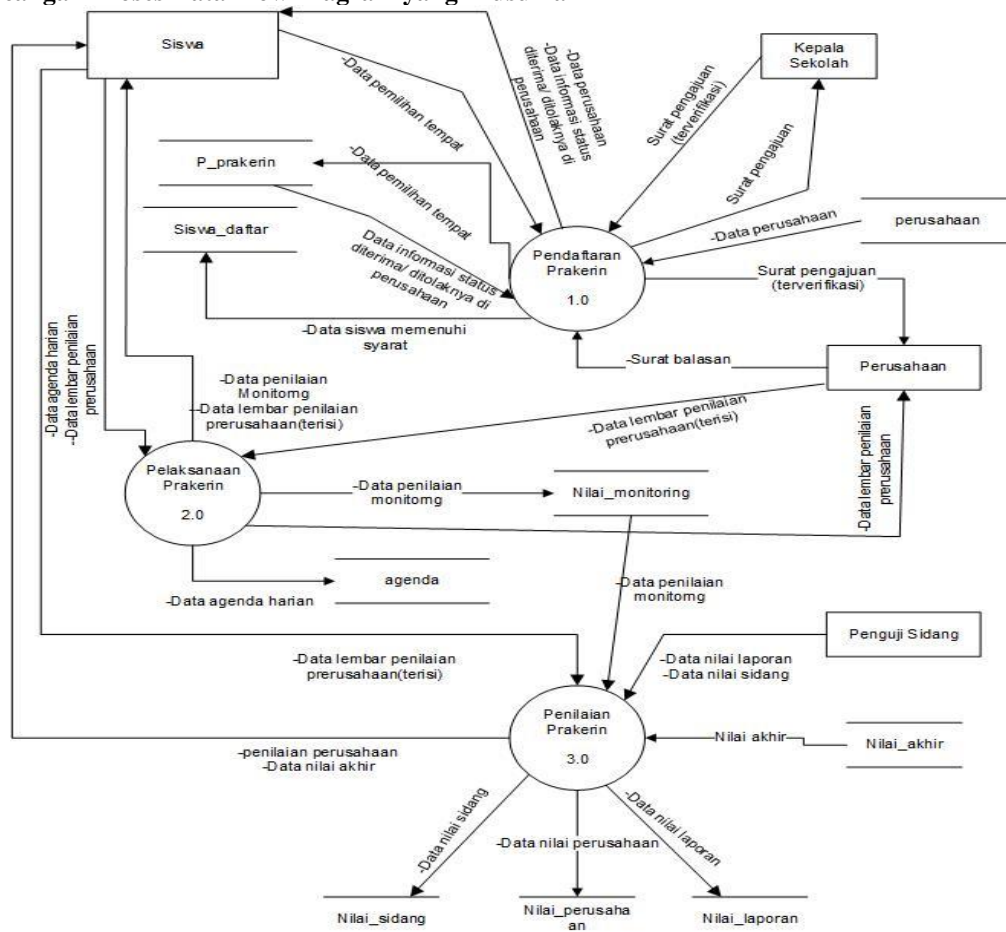 Siswa
Kepala
Sekolah
-Data pemilihan
tempat
-Data perusahaan
-Data informasi status
diterima/ ditolaknya di
perusahaan
Surat pengajuan
(terverifikasi)
Surat pengajuan
P_prakerin
-Data pemilihan
tempat
Siswa_daftar
Data informasi status
diterima/ ditolaknya di
perusahaan
Pendaftaran
Prakerin
1.0
-Data perusahaan
perusahaan
Surat pengajuan
(terverifikasi)
-Data siswa memenuhi
syarat
-Surat balasan
Perusahaan
-Data agenda harian
--Data lembar penilaian
prerusahaan
-Data penilaian
Monitorng
--Data lembar penilaian
prerusahaan(terisi)
-Data lembar penilaian
prerusahaan(terisi)
-Data lembar penilaian
prerusahaan
Pelaksanaan
Prakerin
2.0
-Data penilaian
monitorng
Nilai_monitoring
-Data agenda harian
agenda
-Data penilaian
monitorng
Penguji Sidang
-Data lembar penilaian
prerusahaan(terisi)
-Data nilai laporan
-Data nilai sidang
Penilaian
Prakerin
3.0
Nilai akhir
Nilai_akhir
-penilaian perusahaan
-Data nilai akhir
-Data nilai sidang
-Data nilai perusahaan
-Data nilai laporan
Nilai_sidang
Nilai_perusaha
an
Nilai_laporan